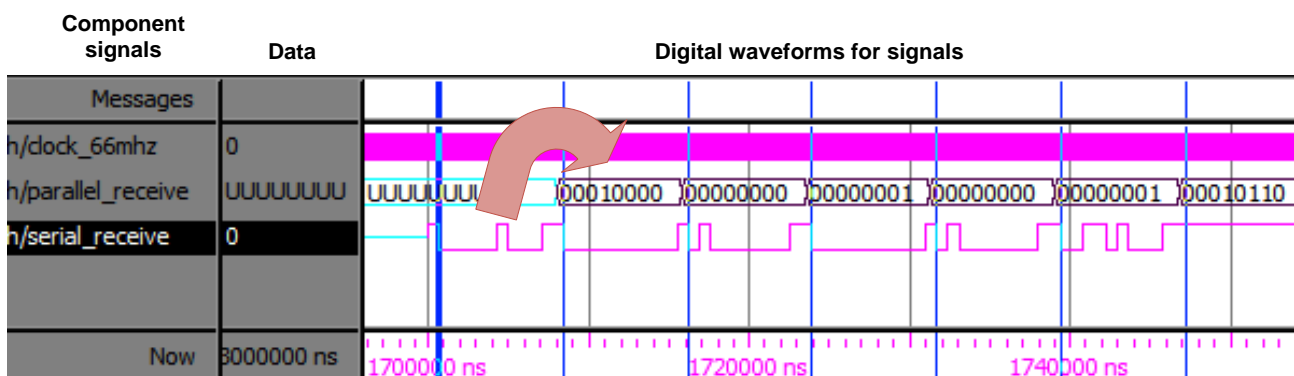 Component
signals
Data
Digital waveforms for signals
Messages
h/clock_66mhz 0
h/parallel_receive UUUUUUUU 00010000 00000000 00000001 00000000 00000001 00010110
h/serial_receive 0
Now 3000000 ns
1700000 ns 1720000 ns 1740000 ns